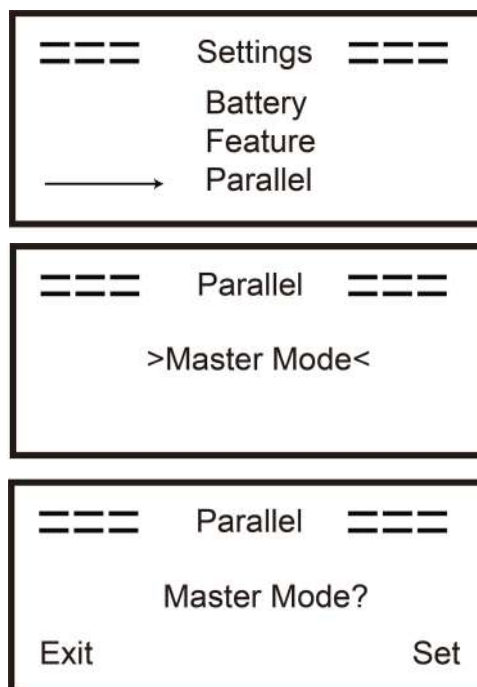 Settings
Battery
Feature
Parallel
Parallel
>Master Mode<
Parallel
Master Mode?
Exit Set